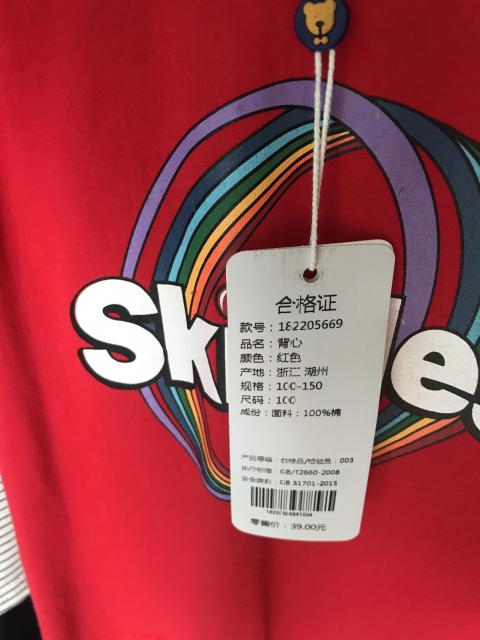 Sk les
合格证
款号：182205669
品名：背心
颜色：红色
产地：浙江 湖州
规格：100-150
尺码：100
成份：面料：100%棉
产品等级：合格品/检验员：003
执行标准：GB/T2660-2008
安全类别：GB 31701-2015
零售价：39.00元